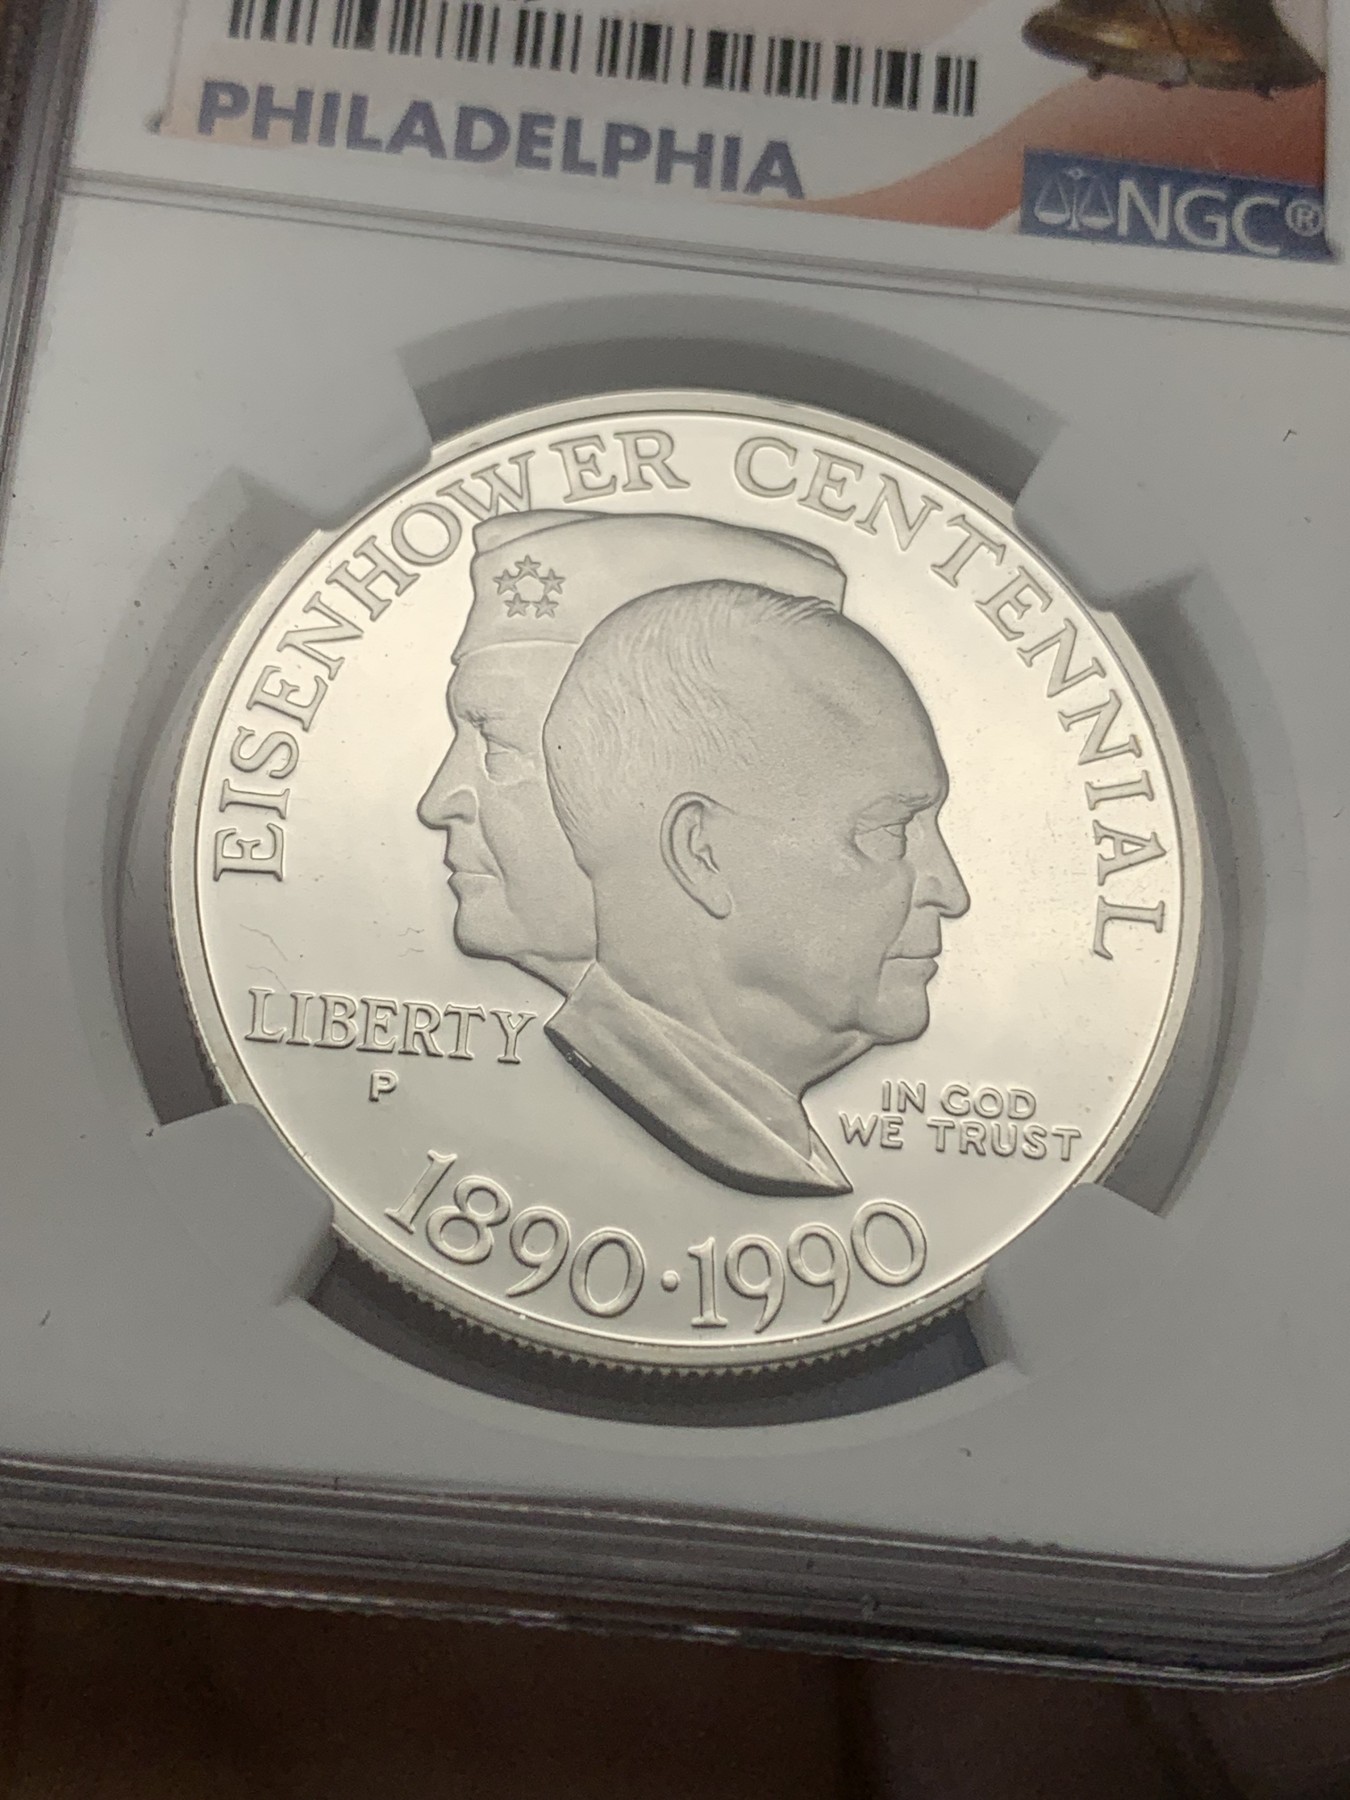 PHILADELPHIA
NGC®
EISENHOWER CENTENNIAL
LIBERTY
P
IN GOD
WE TRUST
1890·1990